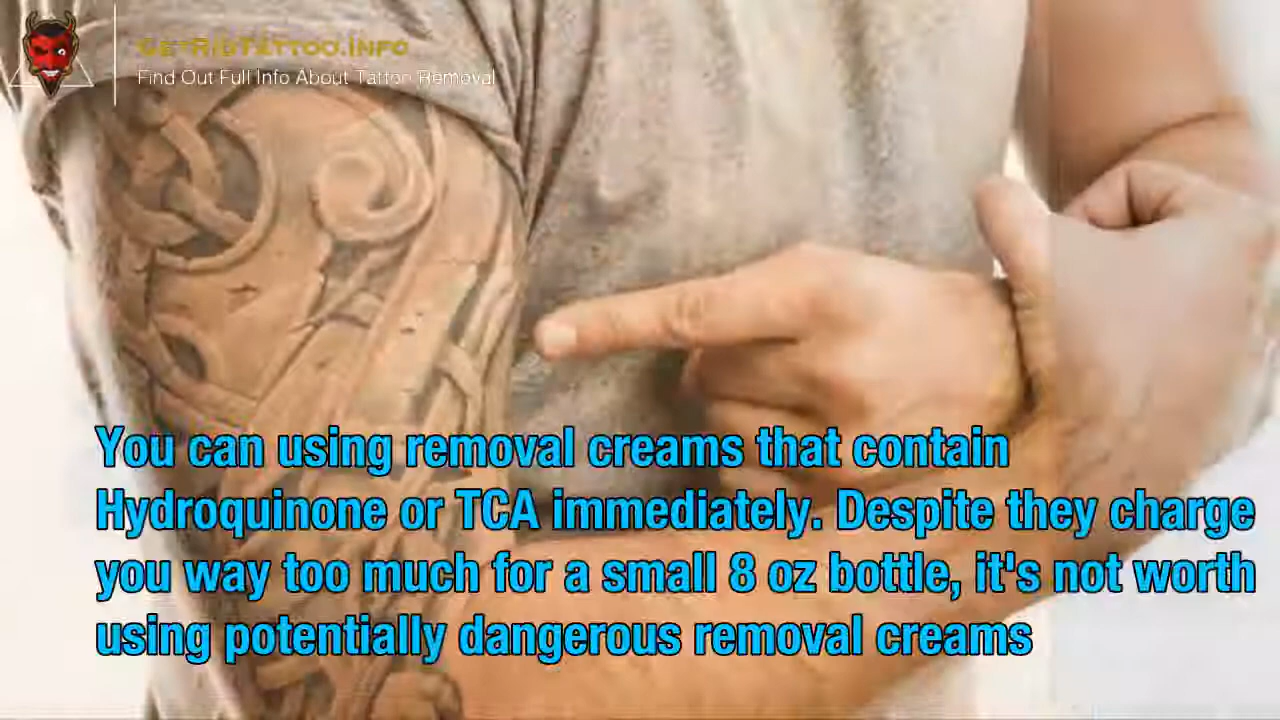 GetRidTattoo.Info
Find Out Full Info About Tattoo Removal
You can using removal creams that contain
Hydroquinone or TCA immediately. Despite they charge
you way too much for a small 8 oz bottle, it's not worth
using potentially dangerous removal creams